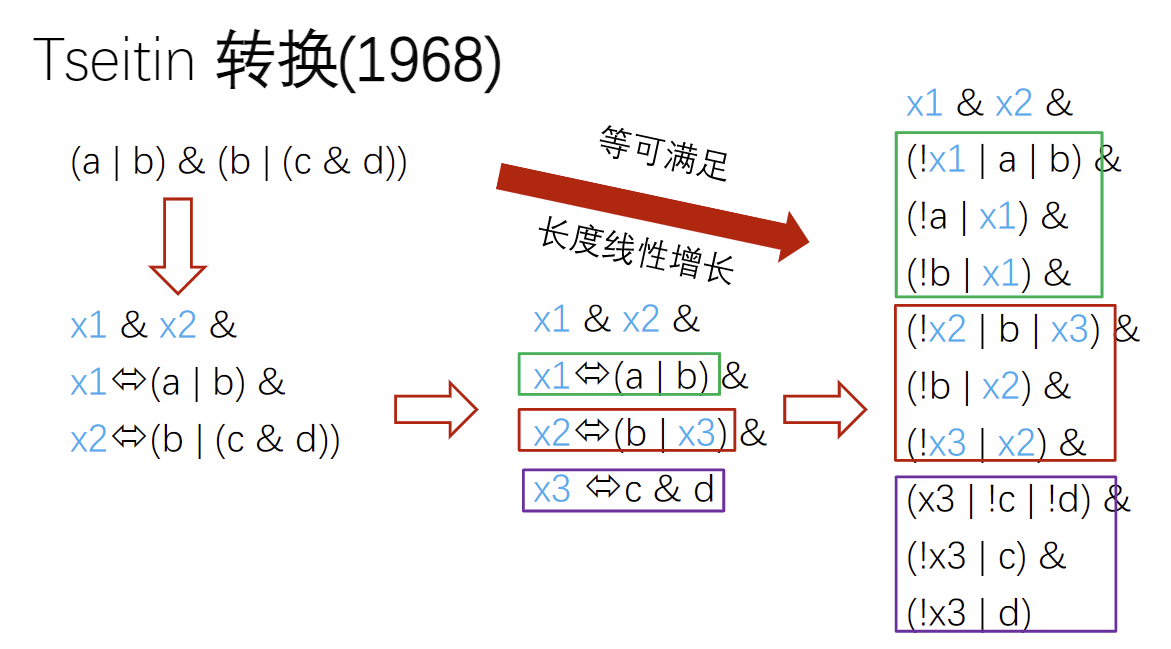 Tseitin 转换(1968)
(a | b) & (b | (c & d))
x1 & x2 &
x1⇔(a | b) &
x2⇔(b | (c & d))
等可满足
长度线性增长
x1 & x2 &
x1⇔(a | b) &
x2⇔(b | x3) &
x3 ⇔c & d
x1 & x2 &
(!x1 | a | b) &
(!a | x1) &
(!b | x1) &
(!x2 | b | x3) &
(!b | x2) &
(!x3 | x2) &
(x3 | !c | !d) &
(!x3 | c) &
(!x3 | d)